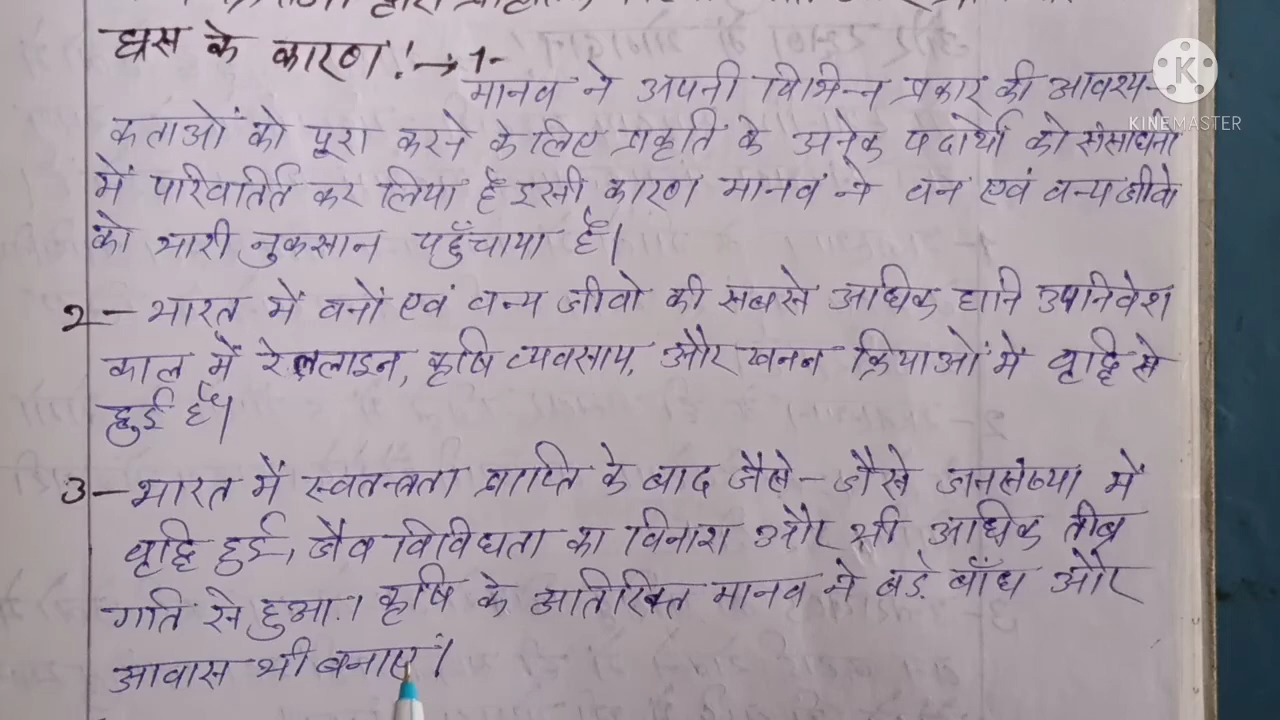 ह्रास के कारण! → 1-
मानव ने अपनी विभिन्न प्रकार की आवश्य-
कताओं को पूरा करने के लिए प्रकृति के अनेक पदार्थो को संसाधनो
में परिवर्तित कर लिया है इसी कारण मानव ने वन एवं वन्य जीवो
को भारी नुकसान पहुँचाया है।
2- भारत में वनों एवं वन्य जीवो की सबसे अधिक हानि उपनिवेश
काल में रेललाइन, कृषि व्यवसाय, और खनन क्रियाओं में वृद्धि से
हुई है।
3- भारत में स्वतन्त्रता प्राप्ति के बाद जैसे-जैसे जनसंख्या में
वृद्धि हुई, जैव विविधता का विनाश और भी अधिक तीव्र
गति से हुआ। कृषि के अतिरिक्त मानव ने बड़े बाँध और
आवास भी बनाए।
K
KINEMASTER